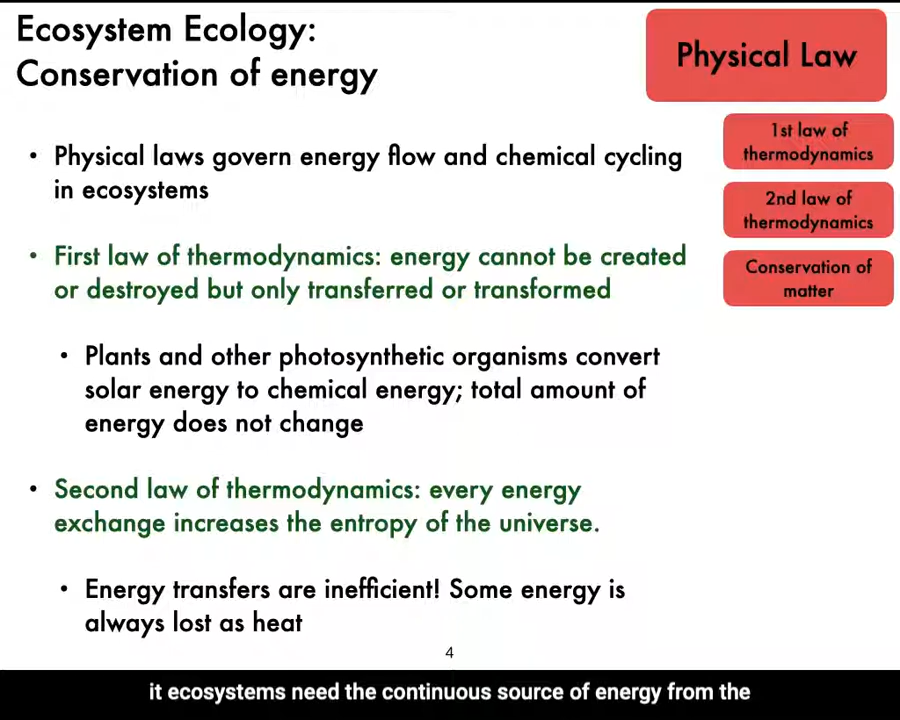 Ecosystem Ecology:
Conservation of energy
Physical Law
1st law of
thermodynamics
2nd law of
thermodynamics
Conservation of
matter
• Physical laws govern energy flow and chemical cycling
in ecosystems
• First law of thermodynamics: energy cannot be created
or destroyed but only transferred or transformed
• Plants and other photosynthetic organisms convert
solar energy to chemical energy; total amount of
energy does not change
• Second law of thermodynamics: every energy
exchange increases the entropy of the universe.
• Energy transfers are inefficient! Some energy is
always lost as heat
4
it ecosystems need the continuous source of energy from the